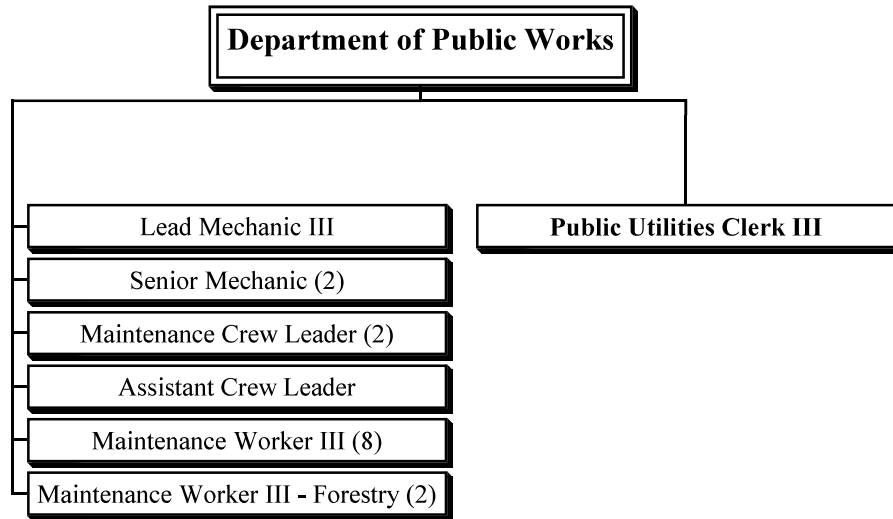 Department of Public Works
Lead Mechanic III
Public Utilities Clerk III
Senior Mechanic (2)
Maintenance Crew Leader (2)
Assistant Crew Leader
Maintenance Worker III (8)
Maintenance Worker III - Forestry (2)